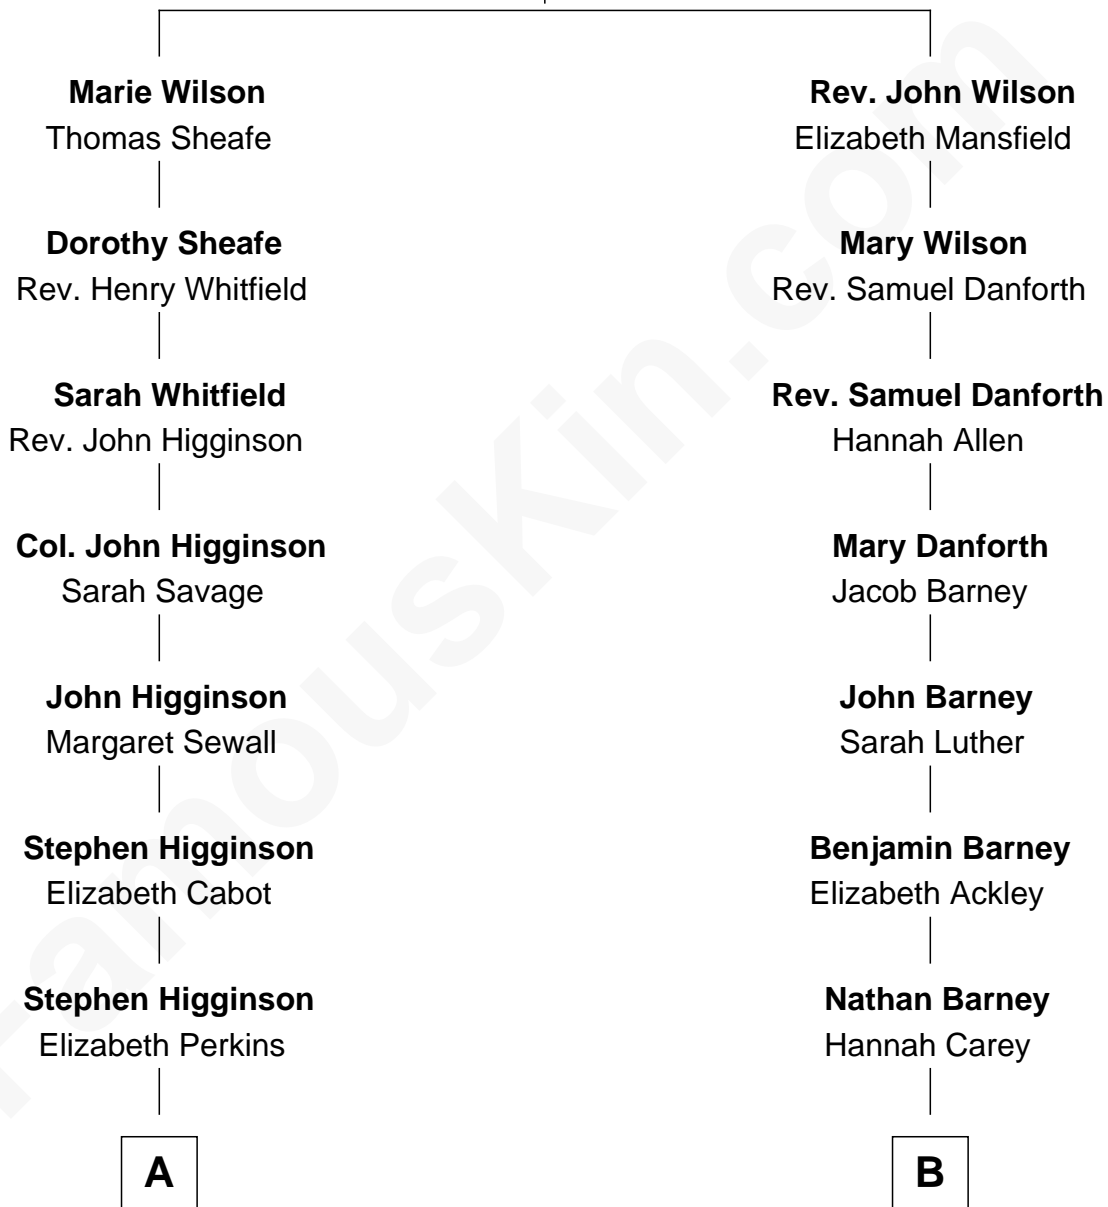 Marie Wilson
Thomas Sheafe
Dorothy Sheafe
Rev. Henry Whitfield
Sarah Whitfield
Rev. John Higginson
Col. John Higginson
Sarah Savage
John Higginson
Margaret Sewall
Stephen Higginson
Elizabeth Cabot
Stephen Higginson
Elizabeth Perkins
A
Rev. John Wilson
Elizabeth Mansfield
Mary Wilson
Rev. Samuel Danforth
Rev. Samuel Danforth
Hannah Allen
Mary Danforth
Jacob Barney
John Barney
Sarah Luther
Benjamin Barney
Elizabeth Ackley
Nathan Barney
Hannah Carey
B
FamousKin.com